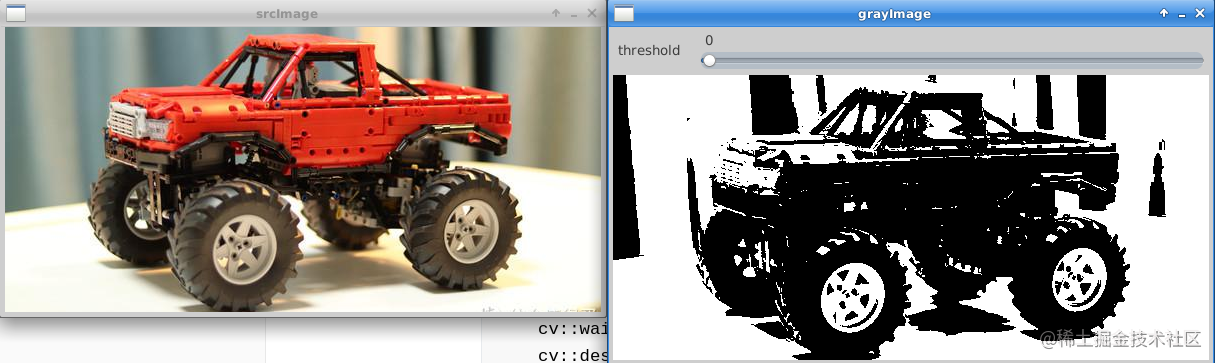 srcImage
grayImage
threshold
0
cv::wai
cv::des
@稀土掘金技术社区